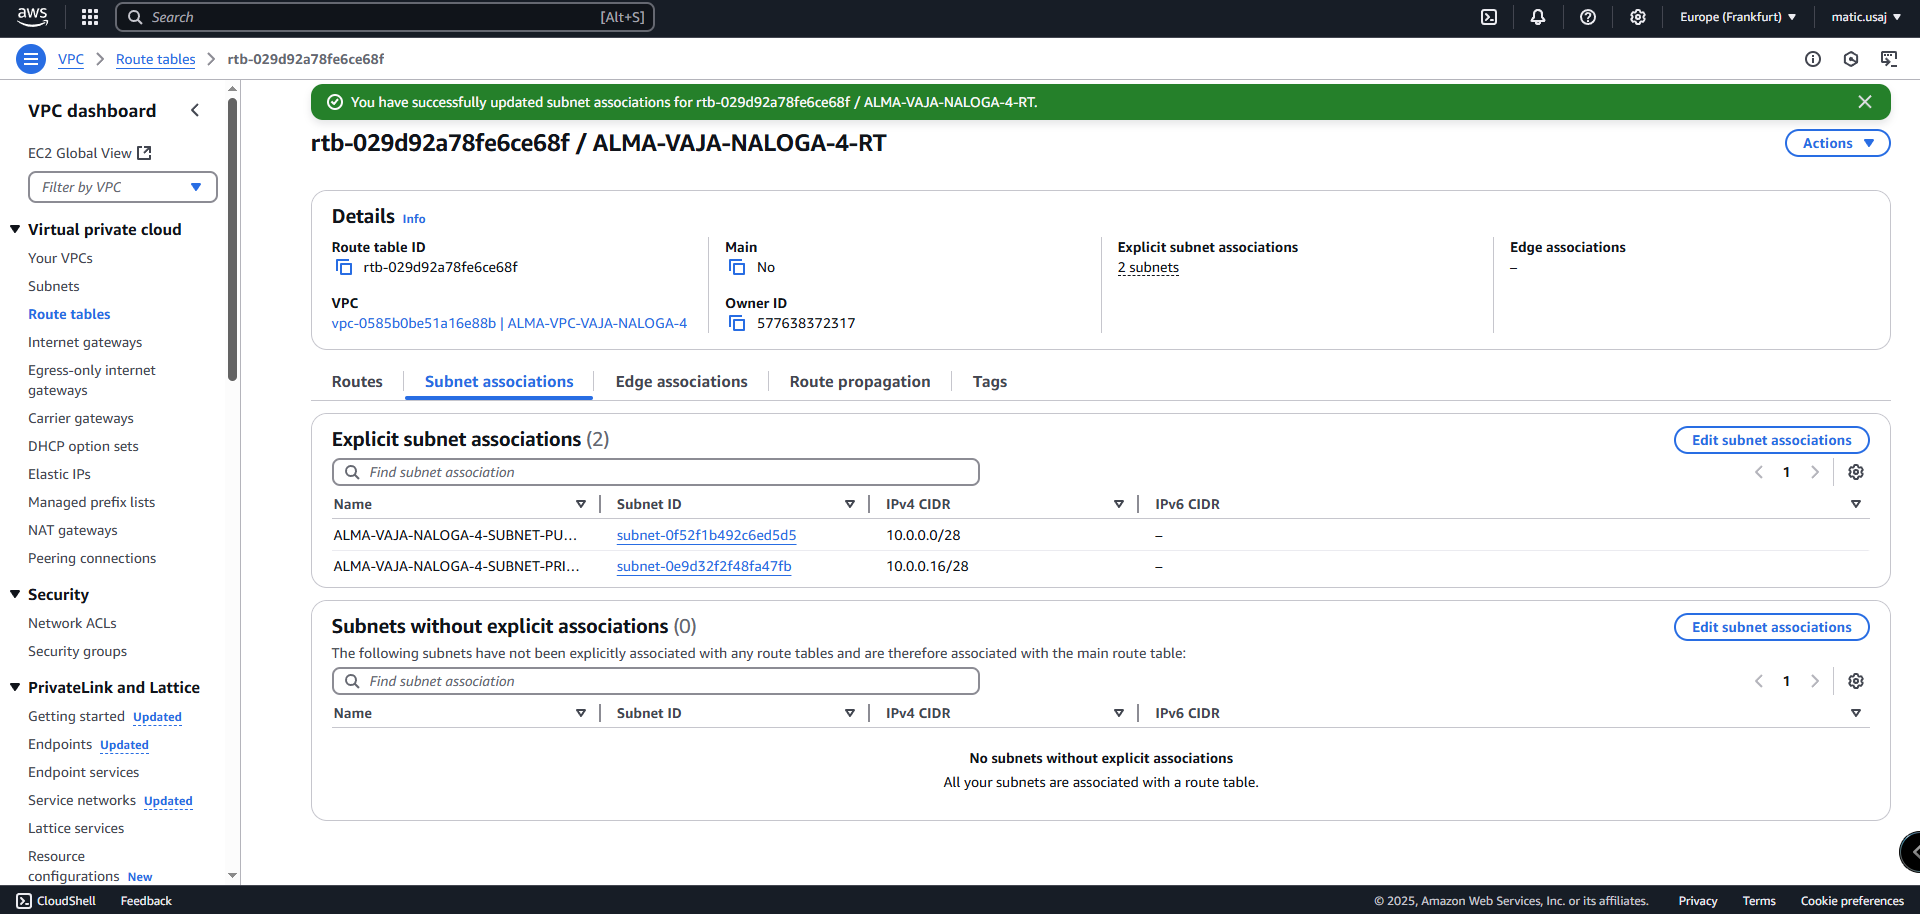 aws
Search
[Alt+S]
Europe (Frankfurt)
matic.usaj
VPC
Route tables
rtb-029d92a78fe6ce68f
VPC dashboard
EC2 Global View
Filter by VPC
Virtual private cloud
Your VPCs
Subnets
Route tables
Internet gateways
Egress-only internet
gateways
Carrier gateways
DHCP option sets
Elastic IPs
Managed prefix lists
NAT gateways
Peering connections
Security
Network ACLs
Security groups
PrivateLink and Lattice
Getting started Updated
Endpoints Updated
Endpoint services
Service networks Updated
Lattice services
Resource
configurations New
You have successfully updated subnet associations for rtb-029d92a78fe6ce68f / ALMA-VAJA-NALOGA-4-RT.
rtb-029d92a78fe6ce68f / ALMA-VAJA-NALOGA-4-RT
Actions
Details Info
Route table ID
rtb-029d92a78fe6ce68f
VPC
vpc-0585b0be51a16e88b | ALMA-VPC-VAJA-NALOGA-4
Main
No
Owner ID
577638372317
Explicit subnet associations
2 subnets
Edge associations
–
Routes
Subnet associations
Edge associations
Route propagation
Tags
Explicit subnet associations (2)
Edit subnet associations
Find subnet association
1
Name Subnet ID IPv4 CIDR IPv6 CIDR
ALMA-VAJA-NALOGA-4-SUBNET-PU... subnet-0f52f1b492c6ed5d5 10.0.0.0/28 –
ALMA-VAJA-NALOGA-4-SUBNET-PRI... subnet-0e9d32f2f48fa47fb 10.0.0.16/28 –
Subnets without explicit associations (0)
Edit subnet associations
The following subnets have not been explicitly associated with any route tables and are therefore associated with the main route table:
Find subnet association
1
Name Subnet ID IPv4 CIDR IPv6 CIDR
No subnets without explicit associations
All your subnets are associated with a route table.
CloudShell
Feedback
© 2025, Amazon Web Services, Inc. or its affiliates.
Privacy
Terms
Cookie preferences